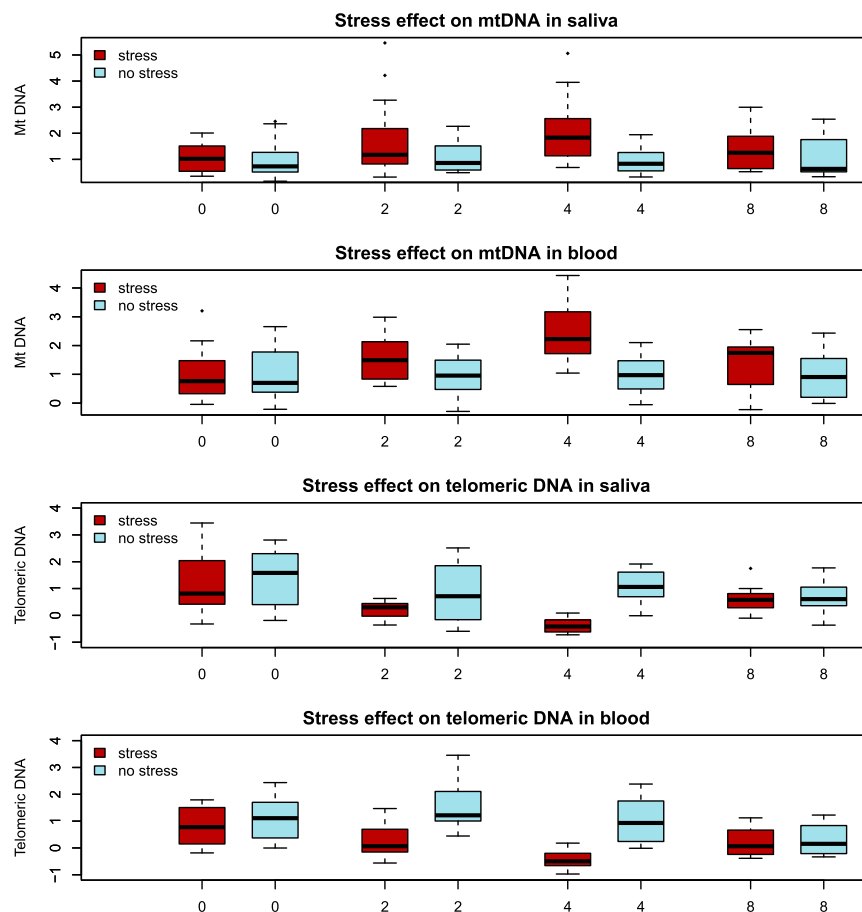 Stress effect on mtDNA in saliva
Mt DNA
5
4
3
2
1
stress
no stress
0 0 2 2 4 4 8 8
Stress effect on mtDNA in blood
Mt DNA
4
3
2
1
0
stress
no stress
0 0 2 2 4 4 8 8
Stress effect on telomeric DNA in saliva
Telomeric DNA
4
3
2
1
0
−1
stress
no stress
0 0 2 2 4 4 8 8
Stress effect on telomeric DNA in blood
Telomeric DNA
4
3
2
1
0
−1
stress
no stress
0 0 2 2 4 4 8 8